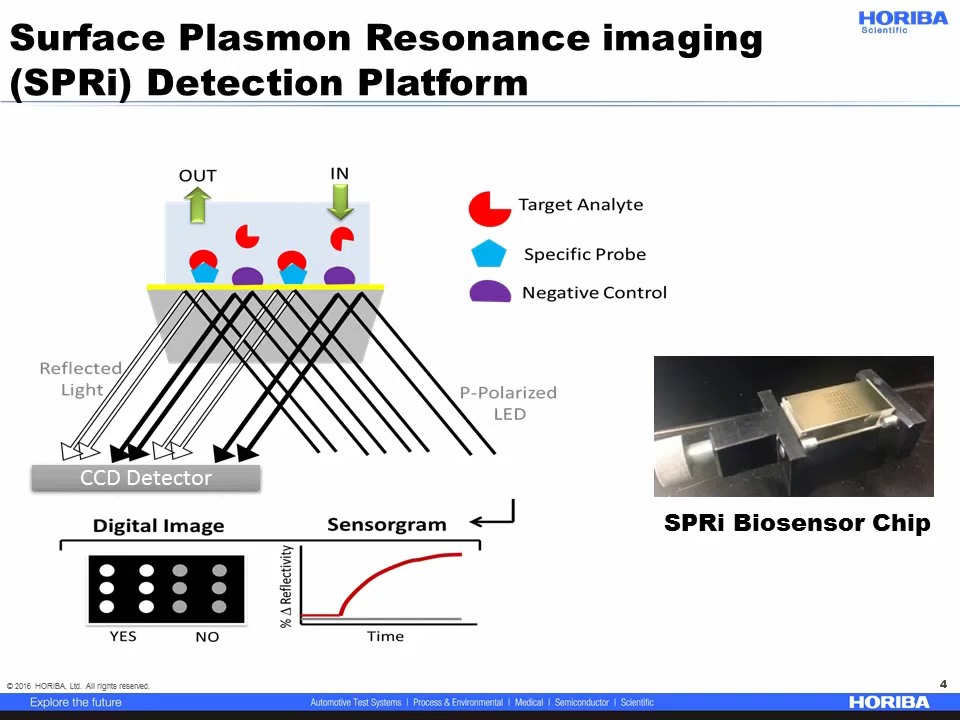 Surface Plasmon Resonance imaging
(SPRi) Detection Platform
HORIBA
Scientific
OUT
IN
Target Analyte
Specific Probe
Negative Control
Reflected
Light
P-Polarized
LED
CCD Detector
SPRi Biosensor Chip
Digital Image
Sensorgram
% Δ Reflectivity
YES
NO
Time
© 2016 HORIBA, Ltd. All rights reserved.
4
Explore the future
Automotive Test Systems | Process & Environmental | Medical | Semiconductor | Scientific
HORIBA